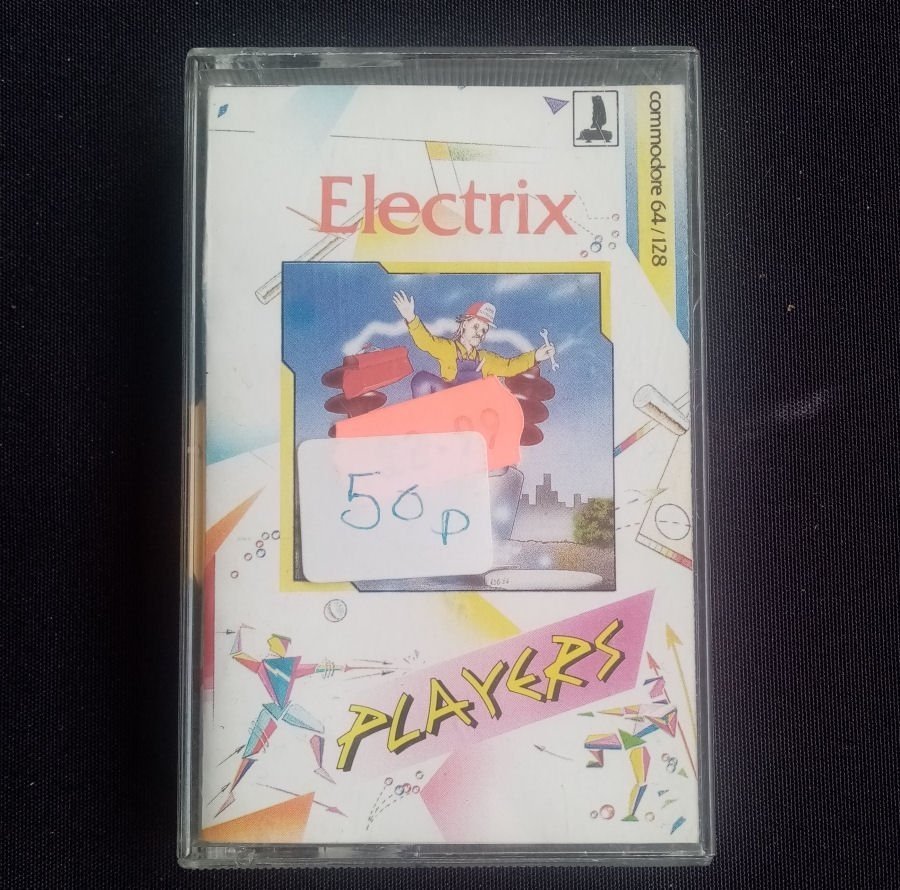 commodore 64/128
Electrix
50p
PLAYERS